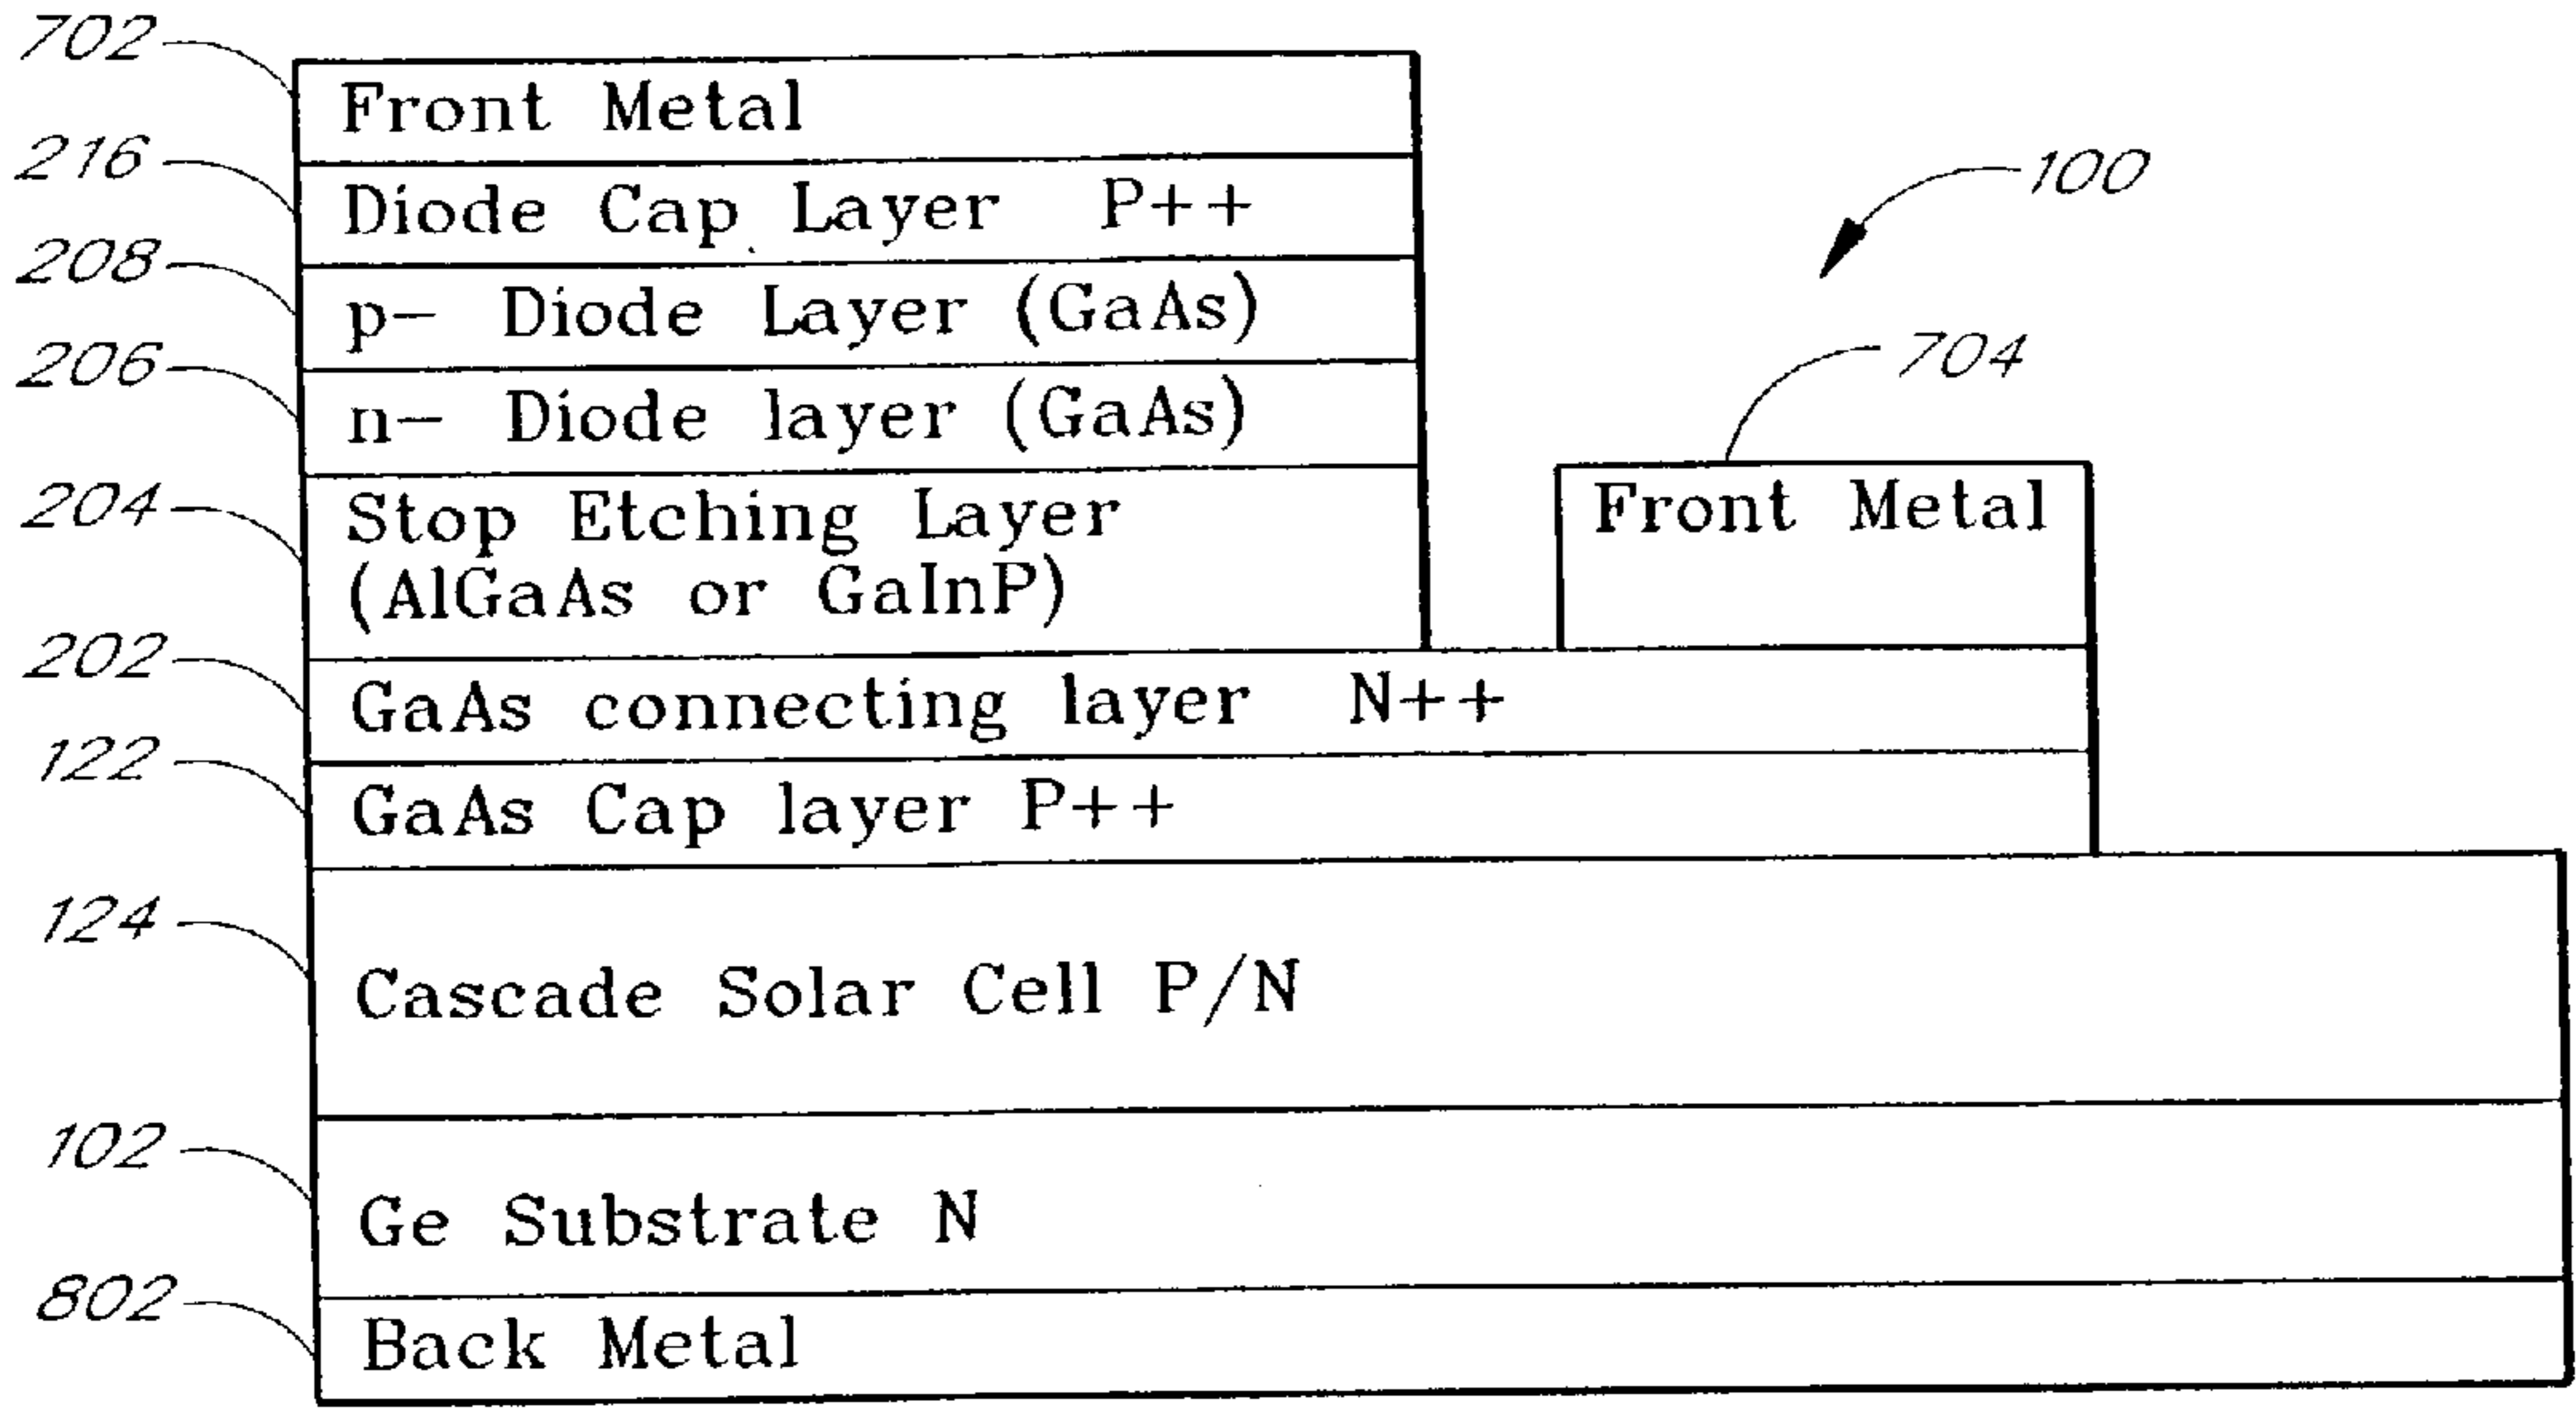 702
Front Metal
216
Diode Cap Layer P++
100
208
p- Diode Layer (GaAs)
206
n- Diode layer (GaAs)
704
204
Stop Etching Layer
(AlGaAs or GaInP)
Front Metal
202
GaAs connecting layer N++
122
GaAs Cap layer P++
124
Cascade Solar Cell P/N
102
Ge Substrate N
802
Back Metal